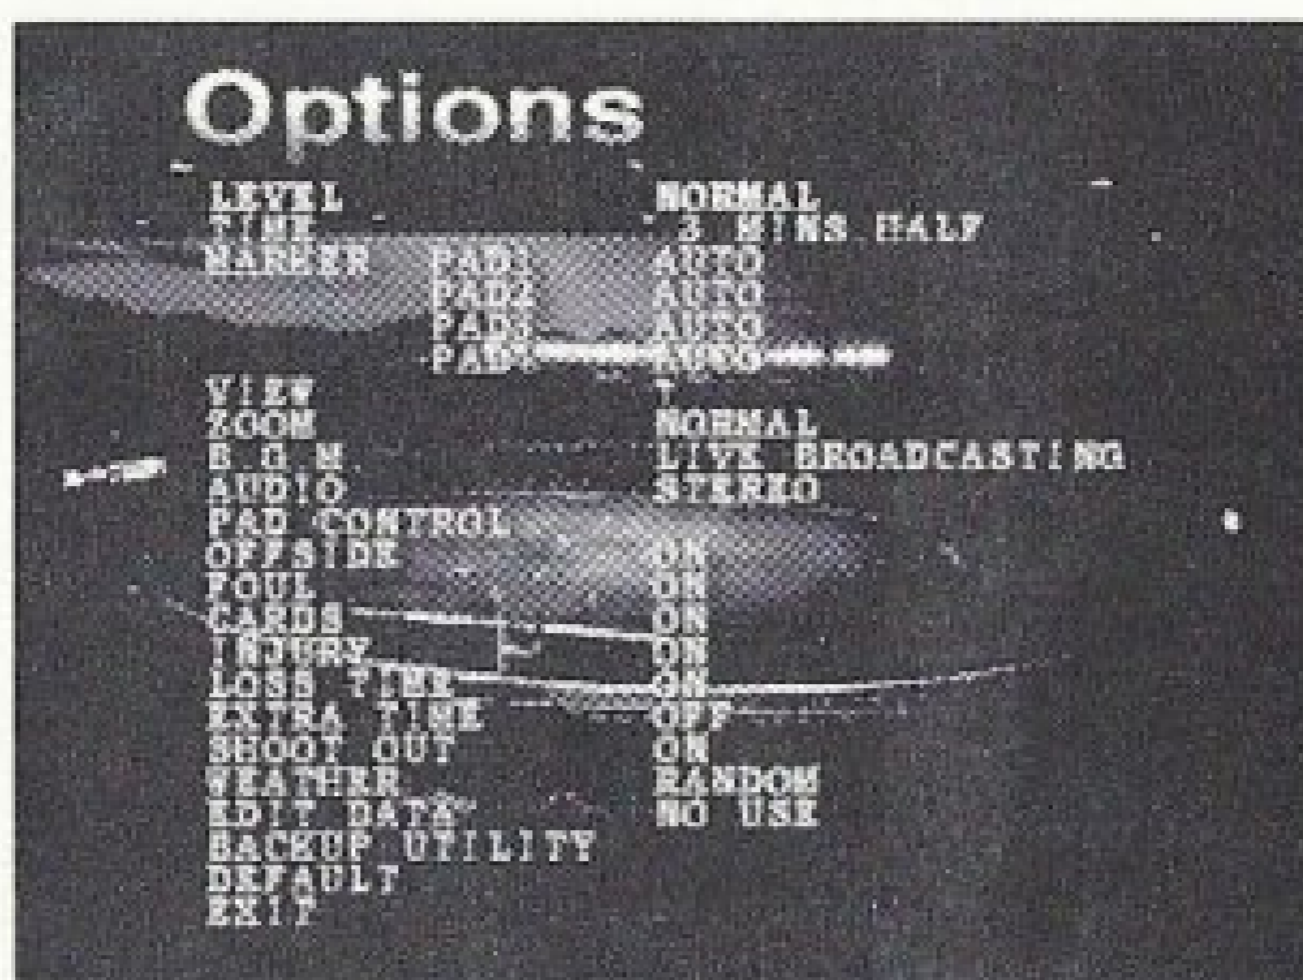 Options
LEVEL NORMAL
TIME 3 MINS HALF
MARKER PAD1 AUTO
PAD2 AUTO
PAD3 AUTO
PAD4 AUTO
VIEW
ZOOM NORMAL
B.G.M. LIVE BROADCASTING
AUDIO STEREO
PAD CONTROL
OFFSIDE ON
FOUL ON
CARDS ON
INJURY ON
LOSS TIME ON
EXTRA TIME OFF
SHOOT OUT ON
WEATHER RANDOM
EDIT DATA NO USE
BACKUP UTILITY
DEFAULT
EXIT